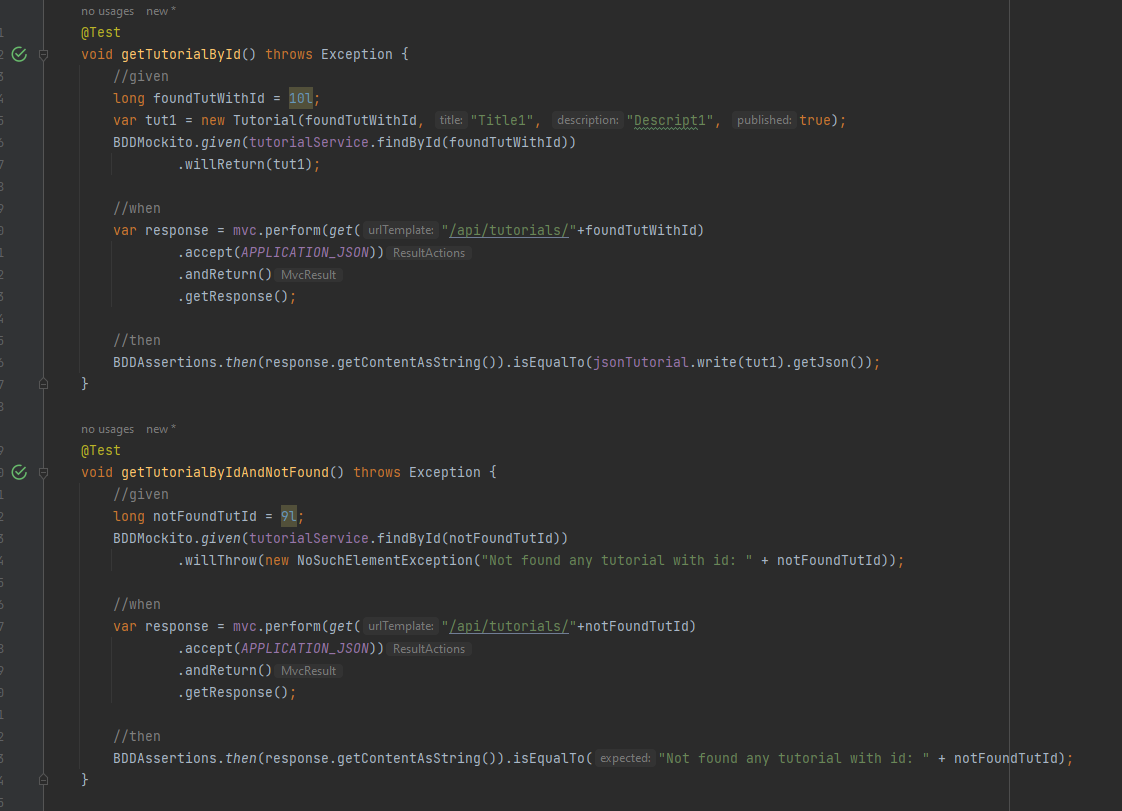 no usages new *
@Test
void getTutorialById() throws Exception {
//given
long foundTutWithId = 10l;
var tut1 = new Tutorial(foundTutWithId, title: "Title1", description: "Descript1", published: true);
BDDMockito.given(tutorialService.findById(foundTutWithId))
.willReturn(tut1);
//when
var response = mvc.perform(get( urlTemplate: "/api/tutorials/"+foundTutWithId)
.accept(APPLICATION_JSON)) ResultActions
.andReturn() MvcResult
.getResponse();
//then
BDDAssertions.then(response.getContentAsString()).isEqualTo(jsonTutorial.write(tut1).getJson());
}
no usages new *
@Test
void getTutorialByIdAndNotFound() throws Exception {
//given
long notFoundTutId = 9l;
BDDMockito.given(tutorialService.findById(notFoundTutId))
.willThrow(new NoSuchElementException("Not found any tutorial with id: " + notFoundTutId));
//when
var response = mvc.perform(get( urlTemplate: "/api/tutorials/"+notFoundTutId)
.accept(APPLICATION_JSON)) ResultActions
.andReturn() MvcResult
.getResponse();
//then
BDDAssertions.then(response.getContentAsString()).isEqualTo( expected: "Not found any tutorial with id: " + notFoundTutId);
}